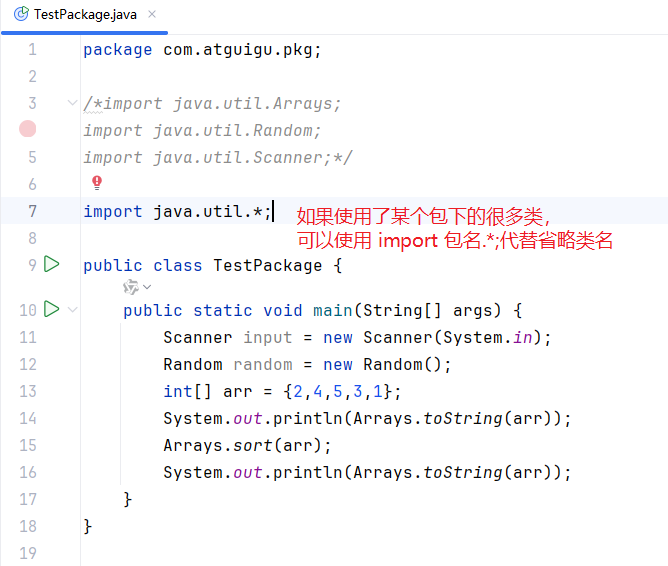 TestPackage.java ×
1 package com.atguigu.pkg;
2
3 /*import java.util.Arrays;
import java.util.Random;
5 import java.util.Scanner;*/
6
7 import java.util.*; 如果使用了某个包下的很多类，
可以使用 import 包名.*;代替省略类名
8
9 public class TestPackage {
10 public static void main(String[] args) {
11 Scanner input = new Scanner(System.in);
12 Random random = new Random();
13 int[] arr = {2,4,5,3,1};
14 System.out.println(Arrays.toString(arr));
15 Arrays.sort(arr);
16 System.out.println(Arrays.toString(arr));
17 }
18 }
19